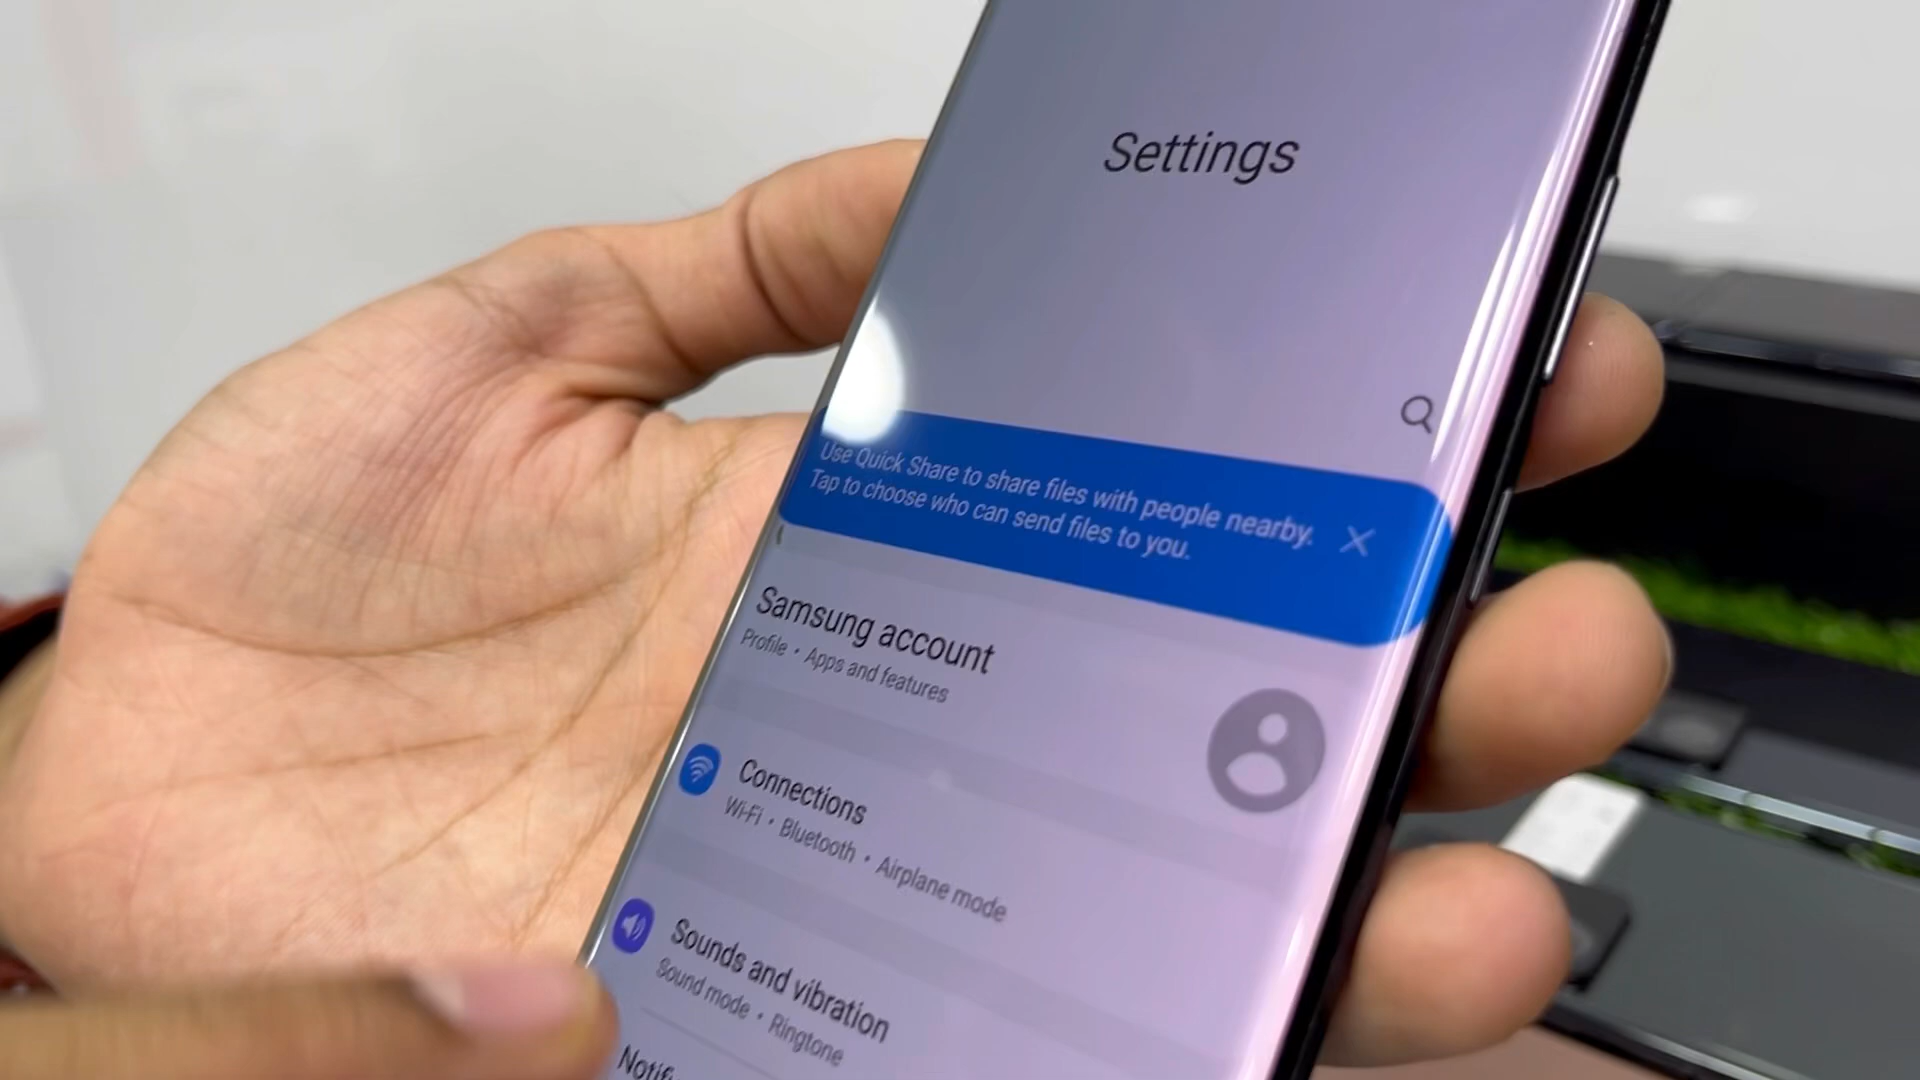 Settings
Use Quick Share to share files with people nearby.
Tap to choose who can send files to you.
Samsung account
Profile • Apps and features
Connections
Wi-Fi • Bluetooth • Airplane mode
Sounds and vibration
Sound mode • Ringtone